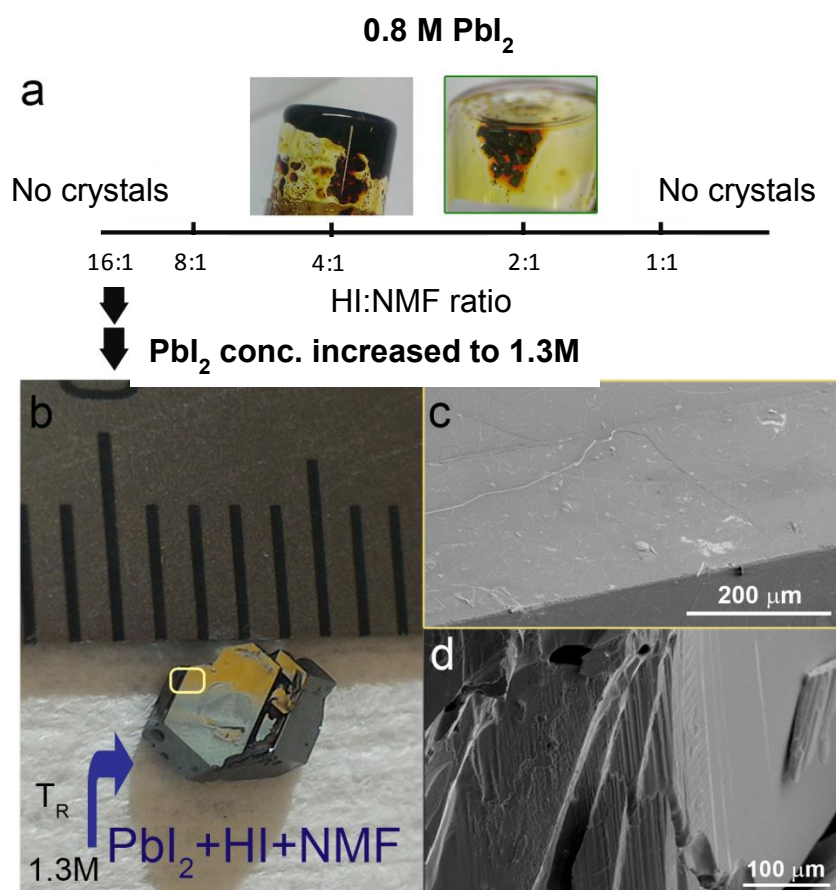 0.8 M PbI₂
a
No crystals
No crystals
16:1 8:1 4:1 2:1 1:1
HI:NMF ratio
PbI₂ conc. increased to 1.3M
b
c
200 μm
d
T_R
1.3M
PbI₂+HI+NMF
100 μm